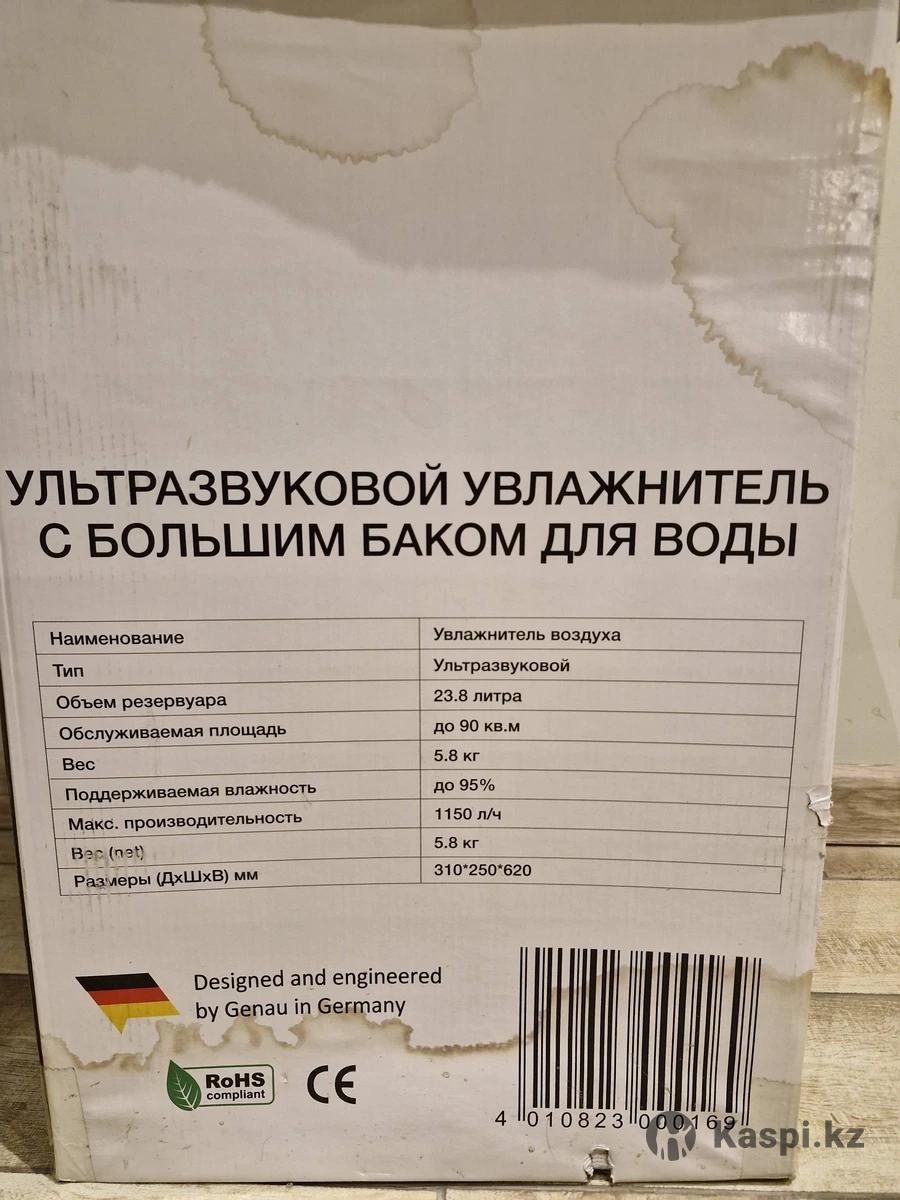 УЛЬТРАЗВУКОВОЙ УВЛАЖНИТЕЛЬ
С БОЛЬШИМ БАКОМ ДЛЯ ВОДЫ
Наименование Увлажнитель воздуха
Тип Ультразвуковой
Объем резервуара 23.8 литра
Обслуживаемая площадь до 90 кв.м
Вес 5.8 кг
Поддерживаемая влажность до 95%
Макс. производительность 1150 л/ч
Вес (net) 5.8 кг
Размеры (ДхШхВ) мм 310*250*620
Designed and engineered
by Genau in Germany
RoHS
compliant
CE
4 010823 000169
Kaspi.kz